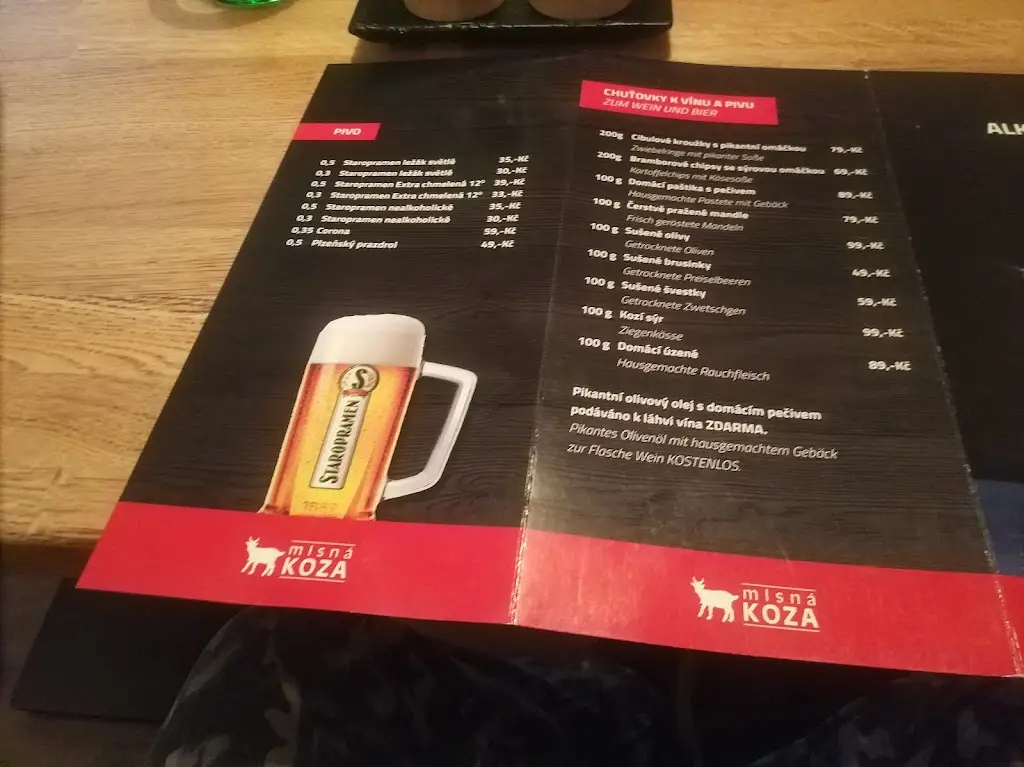 PIVO
0,5 Staropramen ležák světlé 35,-Kč
0,3 Staropramen ležák světlé 30,-Kč
0,5 Staropramen Extra chmelená 12° 39,-Kč
0,3 Staropramen Extra chmelená 12° 33,-Kč
0,5 Staropramen nealkoholické 35,-Kč
0,3 Staropramen nealkoholické 30,-Kč
0,35 Corona 59,-Kč
0,5 Plzeňský prazdroj 49,-Kč
S
STAROPRAMEN
1869
mlsná
KOZA
CHUŤOVKY K VÍNU A PIVU
ZUM WEIN UND BIER
200g Cibulové kroužky s pikantní omáčkou 79,-Kč
Zwiebelringe mit pikanter Soße
200g Bramborové chipsy se sýrovou omáčkou 69,-Kč
Kartoffelchips mit Käsesoße
100 g Domácí paštika s pečivem 89,-Kč
Hausgemachte Pastete mit Gebäck
100 g Čerstvě pražené mandle 79,-Kč
Frisch geröstete Mandeln
100 g Sušené olivy 99,-Kč
Getrocknete Oliven
100 g Sušené brusinky 49,-Kč
Getrocknete Preiselbeeren
100 g Sušené švestky 59,-Kč
Getrocknete Zwetschgen
100 g Kozí sýr 99,-Kč
Ziegenkässe
100 g Domácí uzené 89,-Kč
Hausgemachte Rauchfleisch
Pikantní olivový olej s domácím pečivem
podáváno k láhvi vína ZDARMA.
Pikantes Olivenöl mit hausgemachtem Gebäck
zur Flasche Wein KOSTENLOS.
mlsná
KOZA
ALK